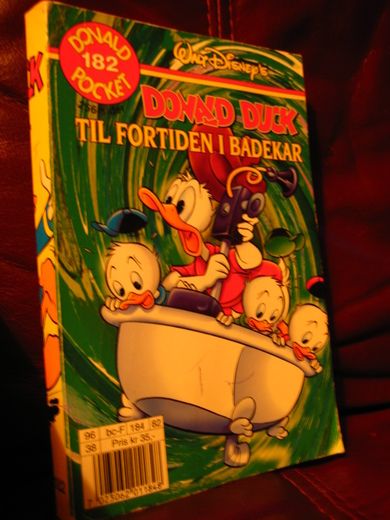 DONALD
182
POCKET
Walt Disney's
DONALD DUCK
TIL FORTIDEN I BADEKAR
96 bc-F 184 82
38 Pris kr 35,-